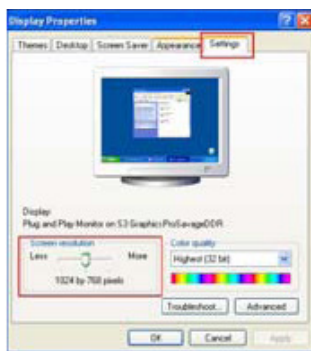 Display Properties
Themes Desktop Screen Saver Appearance Settings
Display:
Plug and Play Monitor on S3 Graphics ProSavageDDR
Screen resolution
Less More
1024 by 768 pixels
Color quality
Highest (32 bit)
Troubleshoot... Advanced
OK Cancel Apply